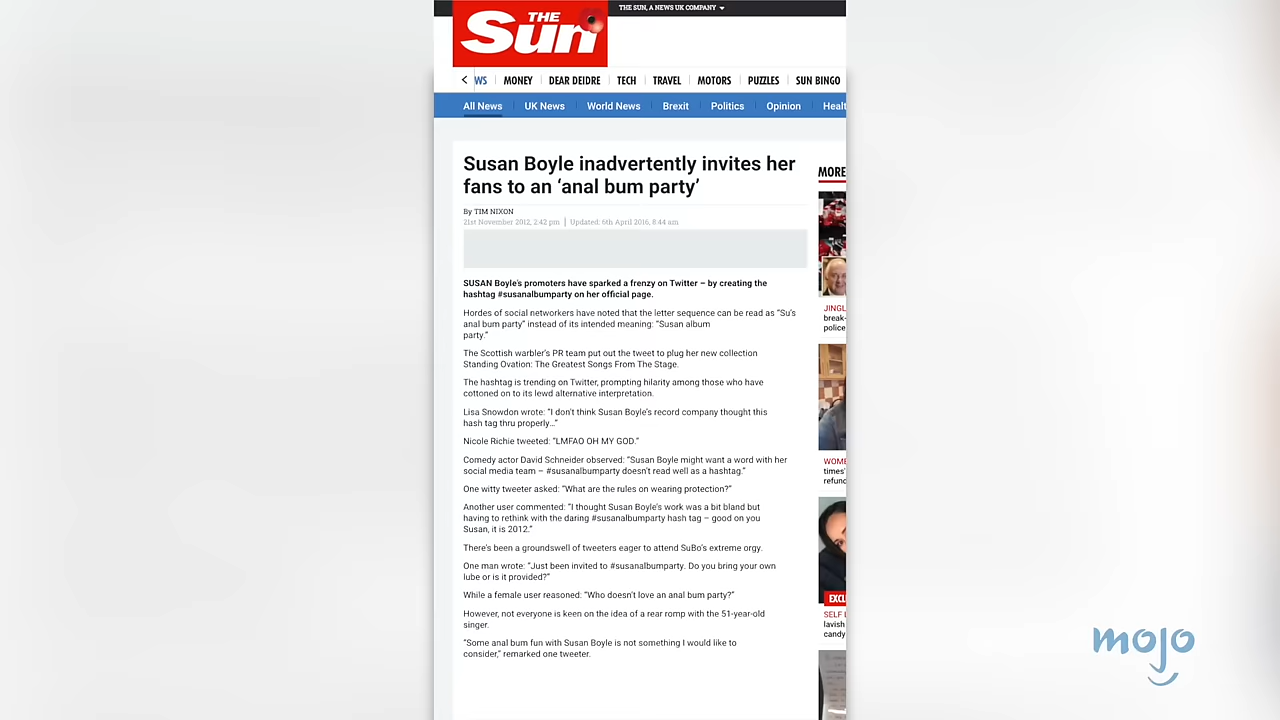 THE SUN, A NEWS UK COMPANY
THE
Sun
WS MONEY DEAR DEIDRE TECH TRAVEL MOTORS PUZZLES SUN BINGO
All News UK News World News Brexit Politics Opinion Healt
Susan Boyle inadvertently invites her
fans to an ‘anal bum party’
MORE
By TIM NIXON
21st November 2012, 2:42 pm | Updated: 6th April 2016, 8:44 am
SUSAN Boyle’s promoters have sparked a frenzy on Twitter – by creating the
hashtag #susanalbumparty on her official page.
Hordes of social networkers have noted that the letter sequence can be read as “Su’s
anal bum party” instead of its intended meaning: “Susan album
party.”
The Scottish warbler’s PR team put out the tweet to plug her new collection
Standing Ovation: The Greatest Songs From The Stage.
The hashtag is trending on Twitter, prompting hilarity among those who have
cottoned on to its lewd alternative interpretation.
Lisa Snowdon wrote: “I don’t think Susan Boyle’s record company thought this
hash tag thru properly…”
Nicole Richie tweeted: “LMFAO OH MY GOD.”
Comedy actor David Schneider observed: “Susan Boyle might want a word with her
social media team – #susanalbumparty doesn’t read well as a hashtag.”
One witty tweeter asked: “What are the rules on wearing protection?”
Another user commented: “I thought Susan Boyle’s work was a bit bland but
having to rethink with the daring #susanalbumparty hash tag – good on you
Susan, it is 2012.”
There’s been a groundswell of tweeters eager to attend SuBo’s extreme orgy.
One man wrote: “Just been invited to #susanalbumparty. Do you bring your own
lube or is it provided?”
While a female user reasoned: “Who doesn’t love an anal bum party?”
However, not everyone is keen on the idea of a rear romp with the 51-year-old
singer.
“Some anal bum fun with Susan Boyle is not something I would like to
consider,” remarked one tweeter.
JINGL
break-
police
WOME
times'
refund
EXCL
SELF I
lavish
candy
mojo